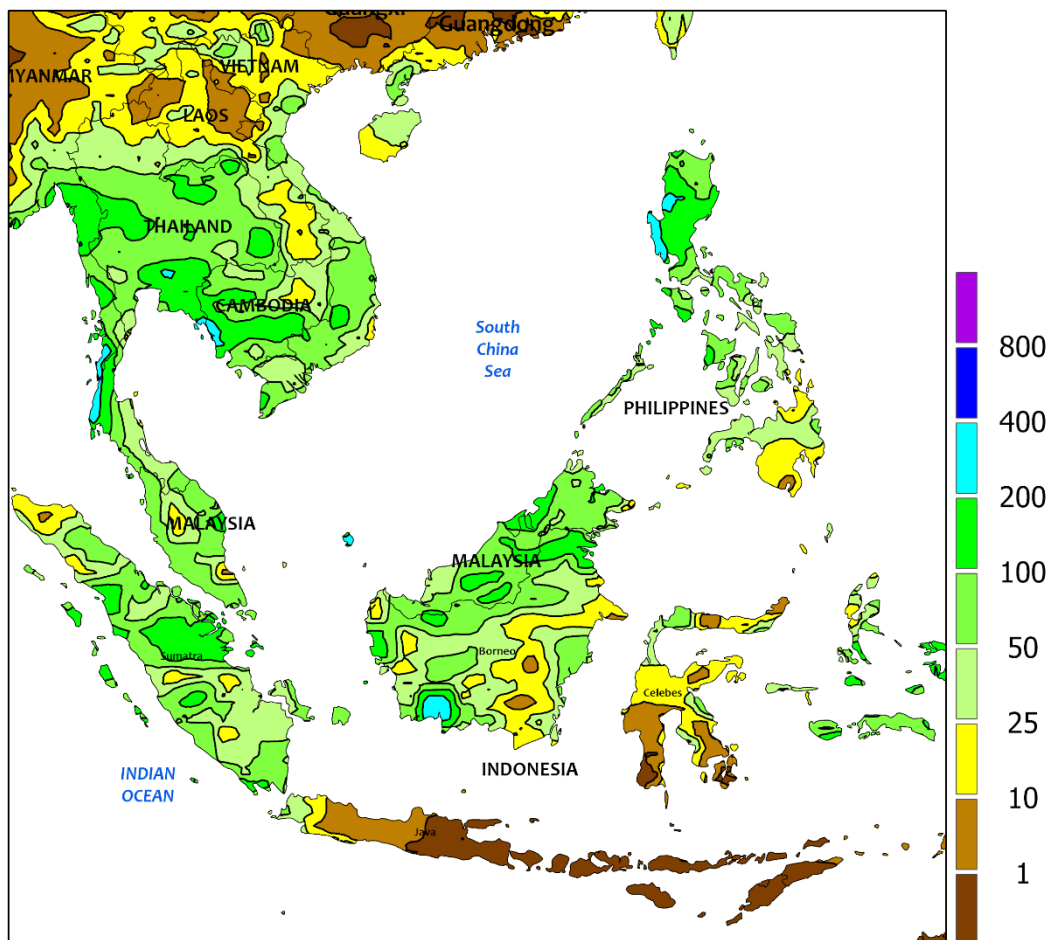 Guangdong
VIETNAM
MYANMAR
LAOS
THAILAND
CAMBODIA
South
China
Sea
PHILIPPINES
MALAYSIA
MALAYSIA
Sumatra
Borneo
Celebes
INDONESIA
INDIAN
OCEAN
Java
800
400
200
100
50
25
10
1